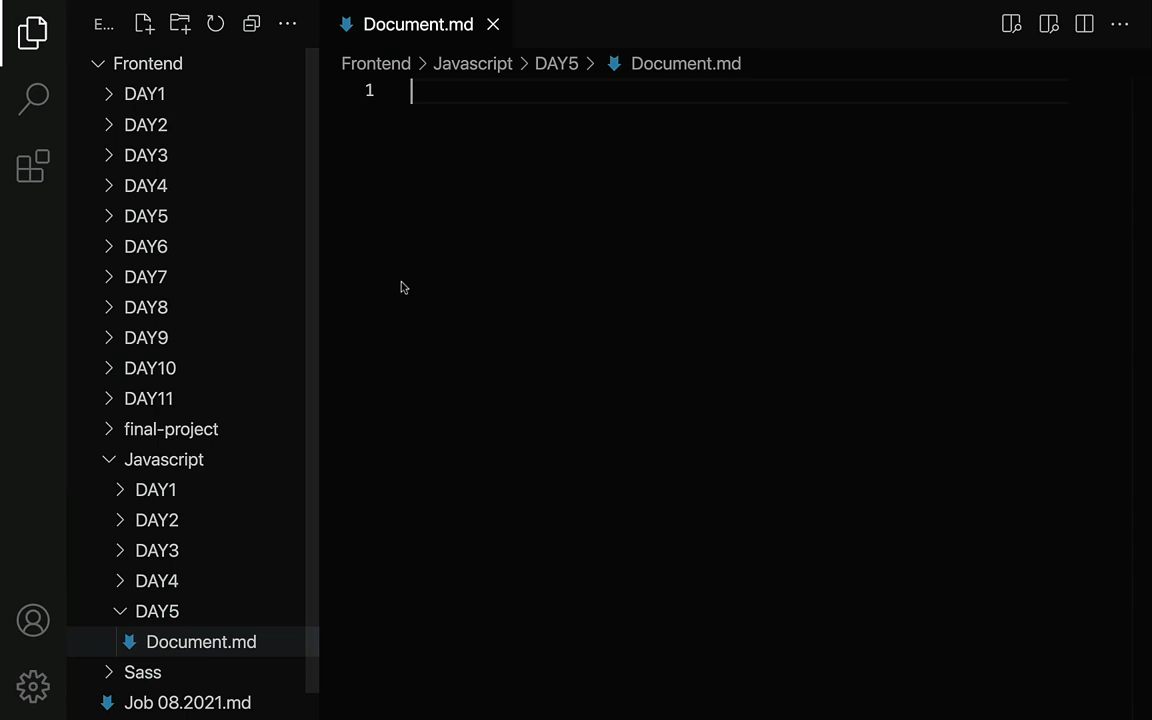 E...
Document.md
Frontend
Frontend > Javascript > DAY5 > Document.md
1
DAY1
DAY2
DAY3
DAY4
DAY5
DAY6
DAY7
DAY8
DAY9
DAY10
DAY11
final-project
Javascript
DAY1
DAY2
DAY3
DAY4
DAY5
Document.md
Sass
Job 08.2021.md